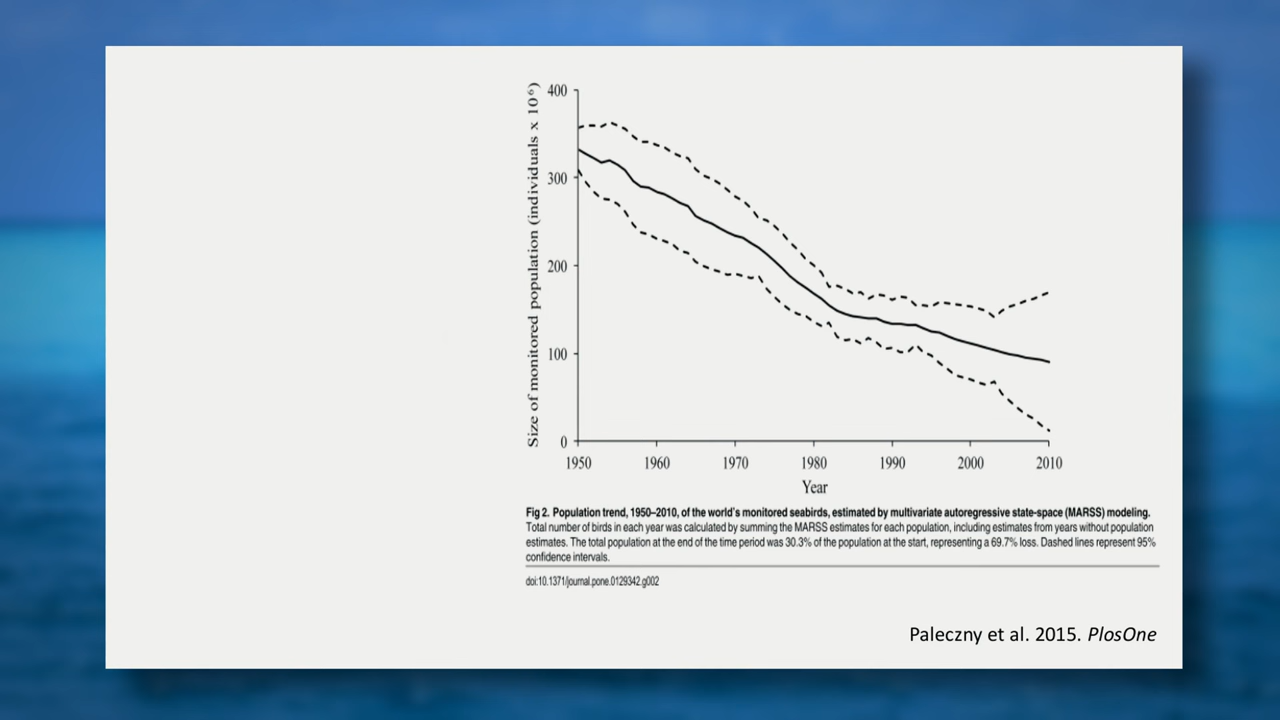 Size of monitored population (individuals x 10⁶)
400
300
200
100
0
1950 1960 1970 1980 1990 2000 2010
Year
Fig 2. Population trend, 1950–2010, of the world's monitored seabirds, estimated by multivariate autoregressive state-space (MARSS) modeling.
Total number of birds in each year was calculated by summing the MARSS estimates for each population, including estimates from years without population
estimates. The total population at the end of the time period was 30.3% of the population at the start, representing a 69.7% loss. Dashed lines represent 95%
confidence intervals.
doi:10.1371/journal.pone.0129342.g002
Paleczny et al. 2015. PlosOne